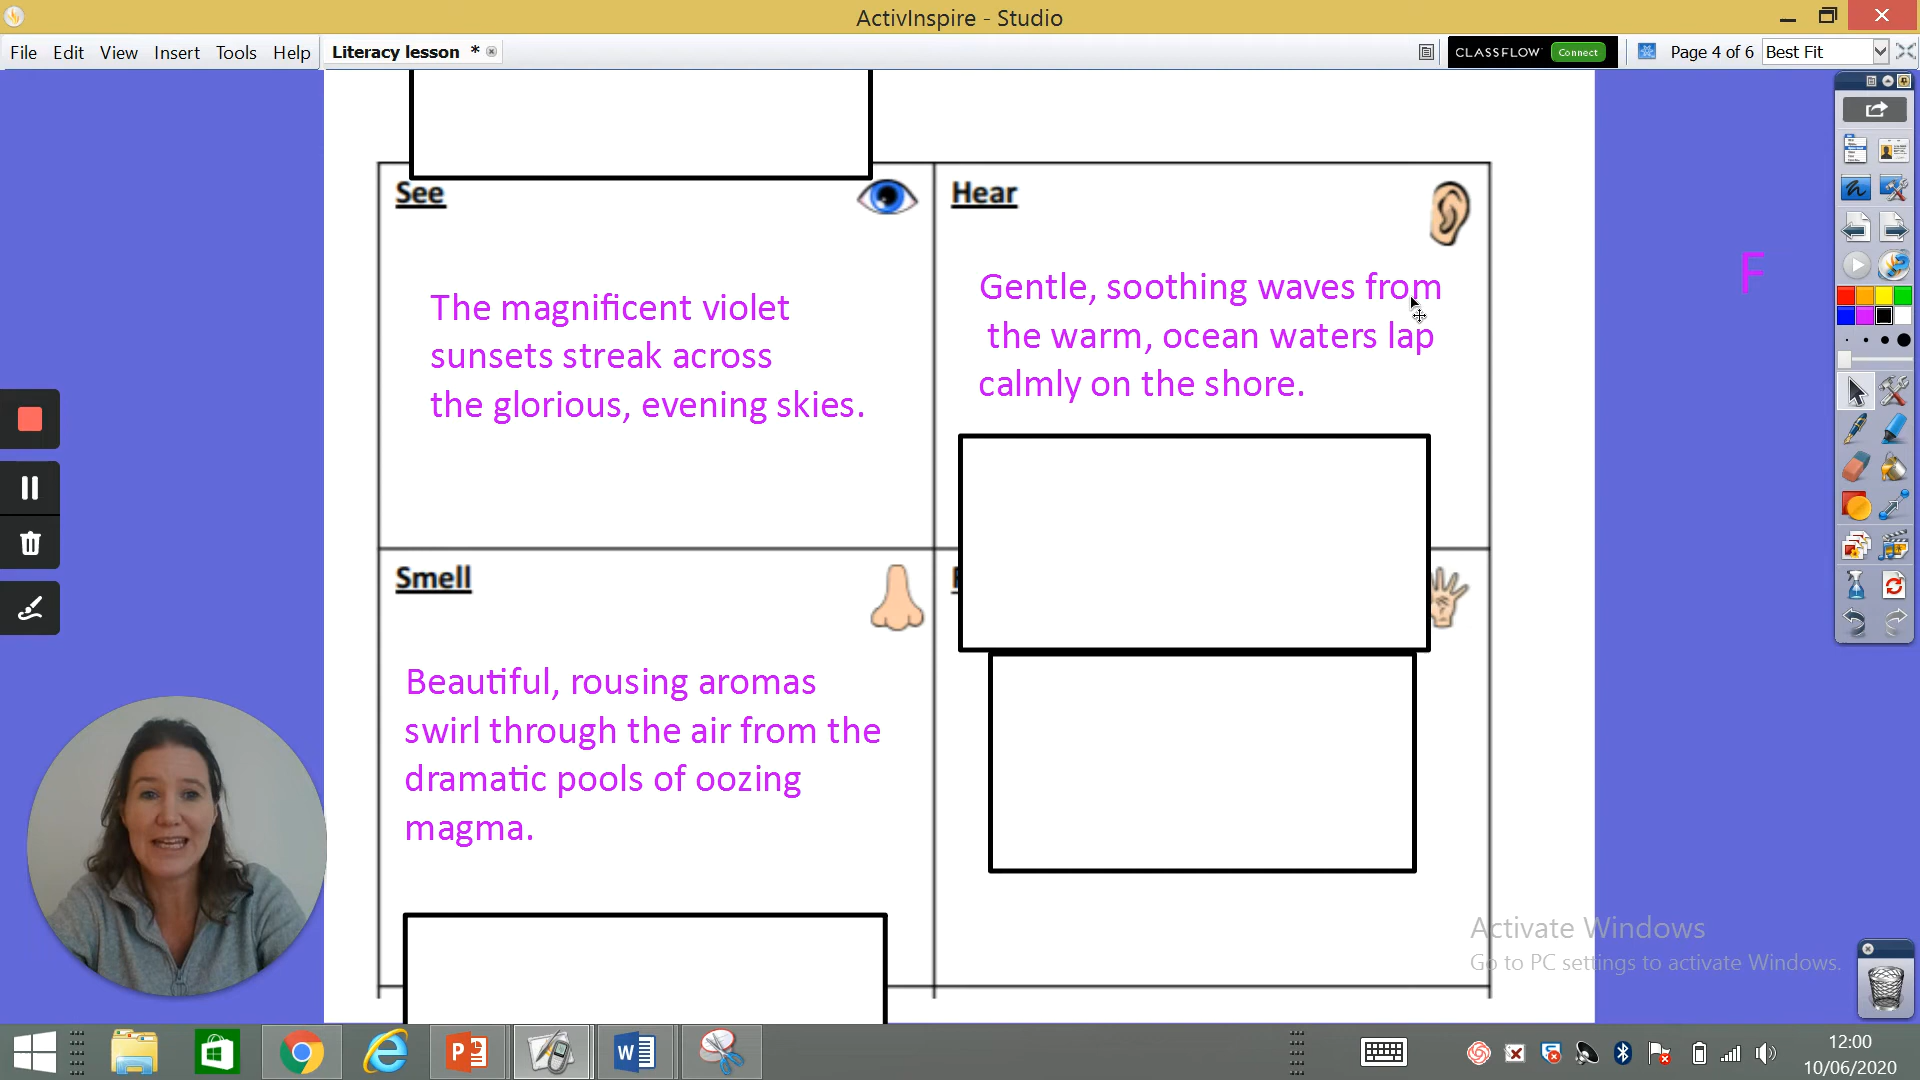 ActivInspire - Studio
File Edit View Insert Tools Help
Literacy lesson *
CLASSFLOW Connect
Page 4 of 6
Best Fit
See
The magnificent violet
sunsets streak across
the glorious, evening skies.
Hear
Gentle, soothing waves from
the warm, ocean waters lap
calmly on the shore.
F
Smell
Beautiful, rousing aromas
swirl through the air from the
dramatic pools of oozing
magma.
Activate Windows
Go to PC settings to activate Windows.
12:00
10/06/2020